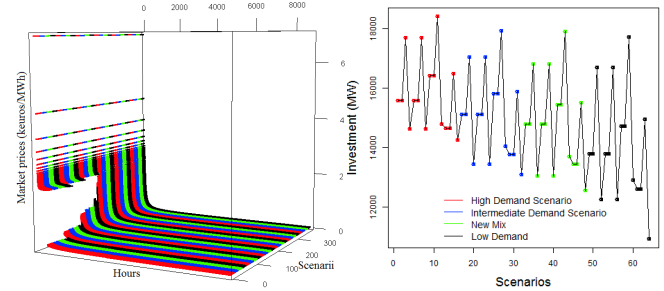 0 2000 4000 6000 8000
Market prices (keuros/MWh)
6
4
2
0
300
200
100
0
Hours
Scenarii
Investment (MW)
18000
16000
14000
12000
High Demand Scenario
Intermediate Demand Scenario
New Mix
Low Demand
0 10 20 30 40 50 60
Scenarios